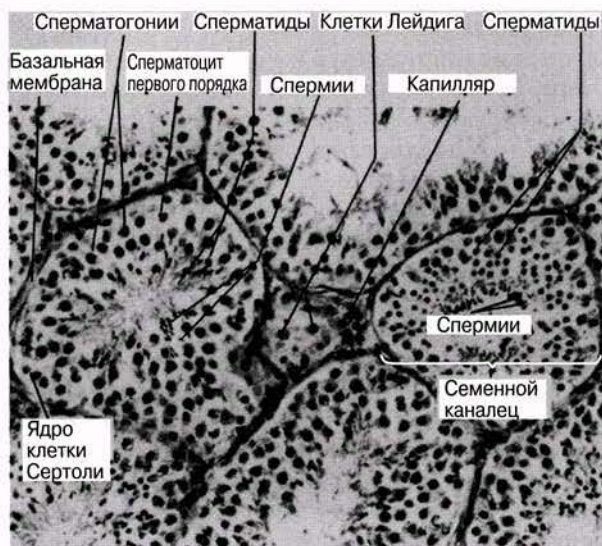 Сперматогонии
Сперматиды
Клетки Лейдига
Сперматиды
Базальная
мембрана
Сперматоцит
первого порядка
Спермии
Капилляр
Спермии
Семенной
каналец
Ядро
клетки
Сертоли